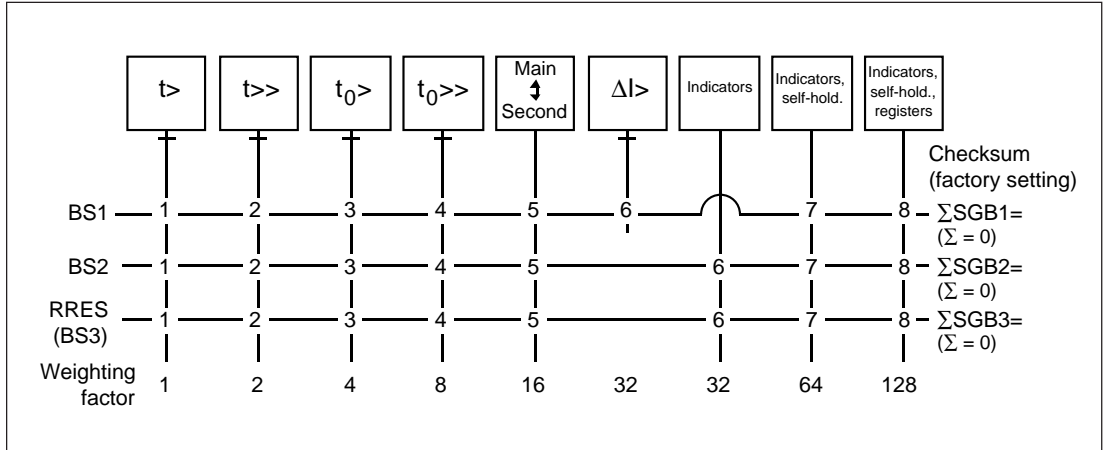 t> t>> t0> t0>> Main ΔI> Indicators Indicators, Indicators,
Second self-hold. self-hold.,
registers
Checksum
(factory setting)
BS1 1 2 3 4 5 6 7 8 ∑SGB1=
(Σ = 0)
BS2 1 2 3 4 5 6 7 8 ∑SGB2=
(Σ = 0)
RRES 1 2 3 4 5 6 7 8 ∑SGB3=
(BS3) (Σ = 0)
Weighting
factor 1 2 4 8 16 32 32 64 128